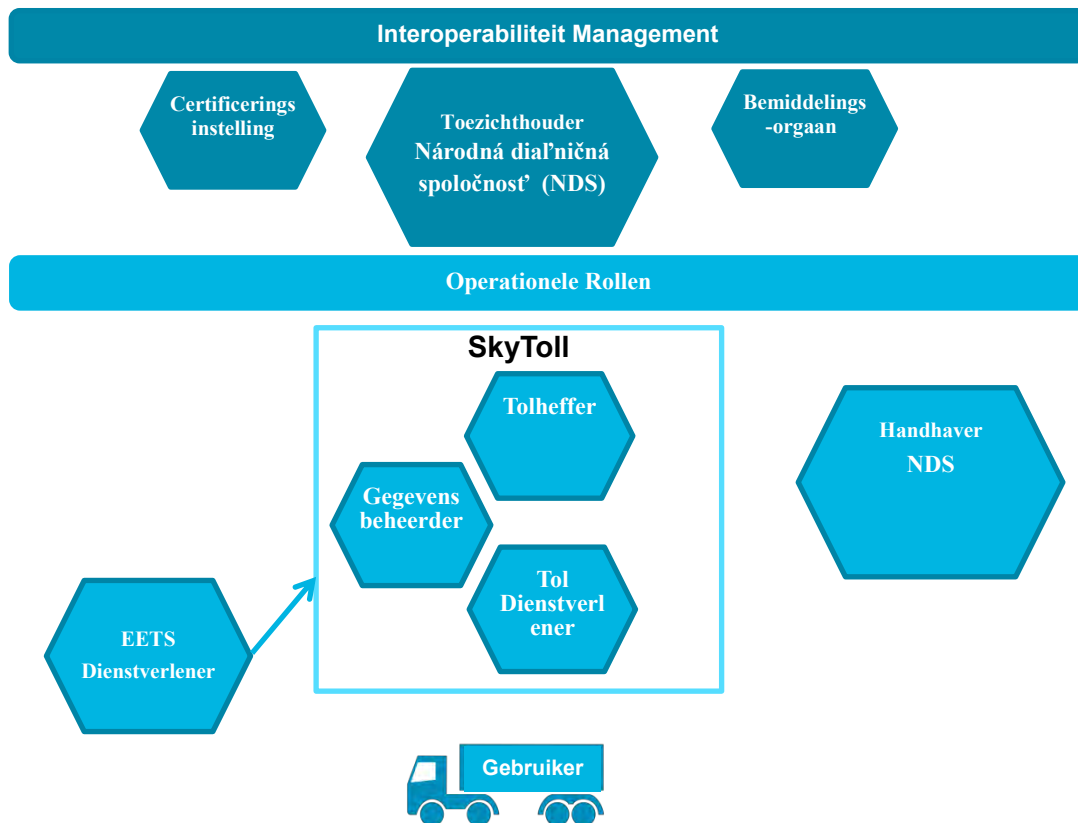 Interoperabiliteit Management
Certificerings
instelling
Toezichthouder
Národná diaľničná
spoločnosť (NDS)
Bemiddelings
-orgaan
Operationele Rollen
SkyToll
Tolheffer
Handhaver
NDS
Gegevens
beheerder
Tol
Dienstverl
ener
EETS
Dienstverlener
Gebruiker